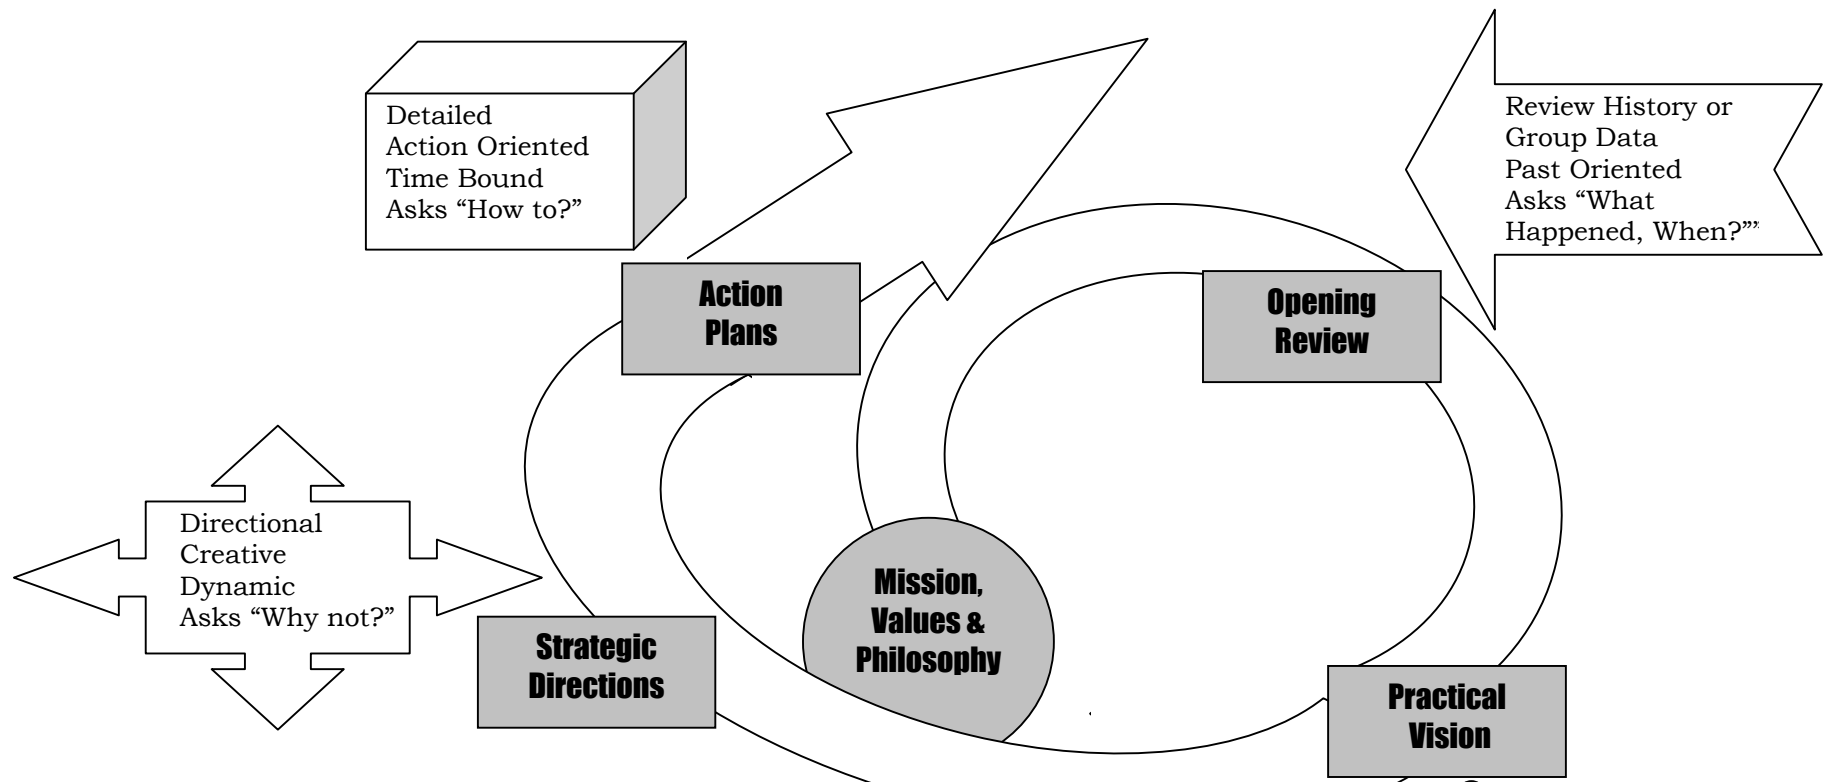 Detailed
Action Oriented
Time Bound
Asks “How to?”
Review History or
Group Data
Past Oriented
Asks “What
Happened, When?””
Action
Plans
Opening
Review
Directional
Creative
Dynamic
Asks “Why not?”
Mission,
Values &
Philosophy
Strategic
Directions
Practical
Vision